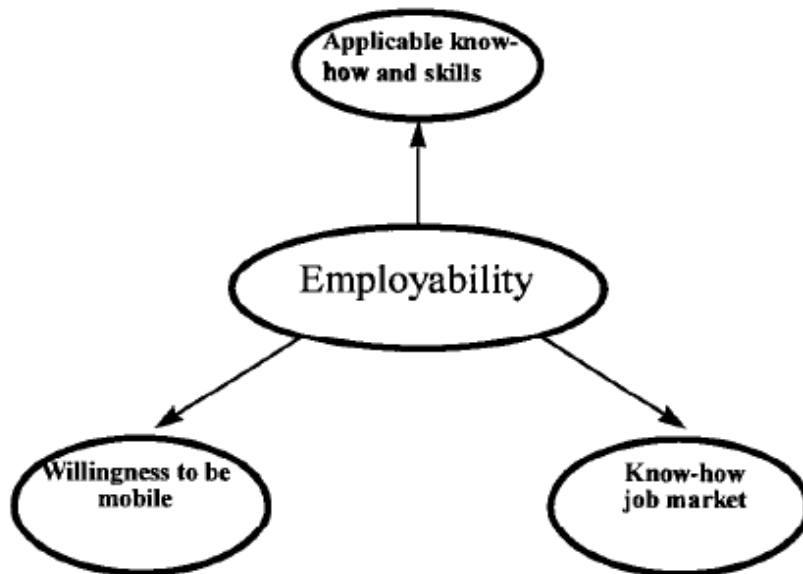 Applicable know-
how and skills
Employability
Willingness to be
mobile
Know-how
job market